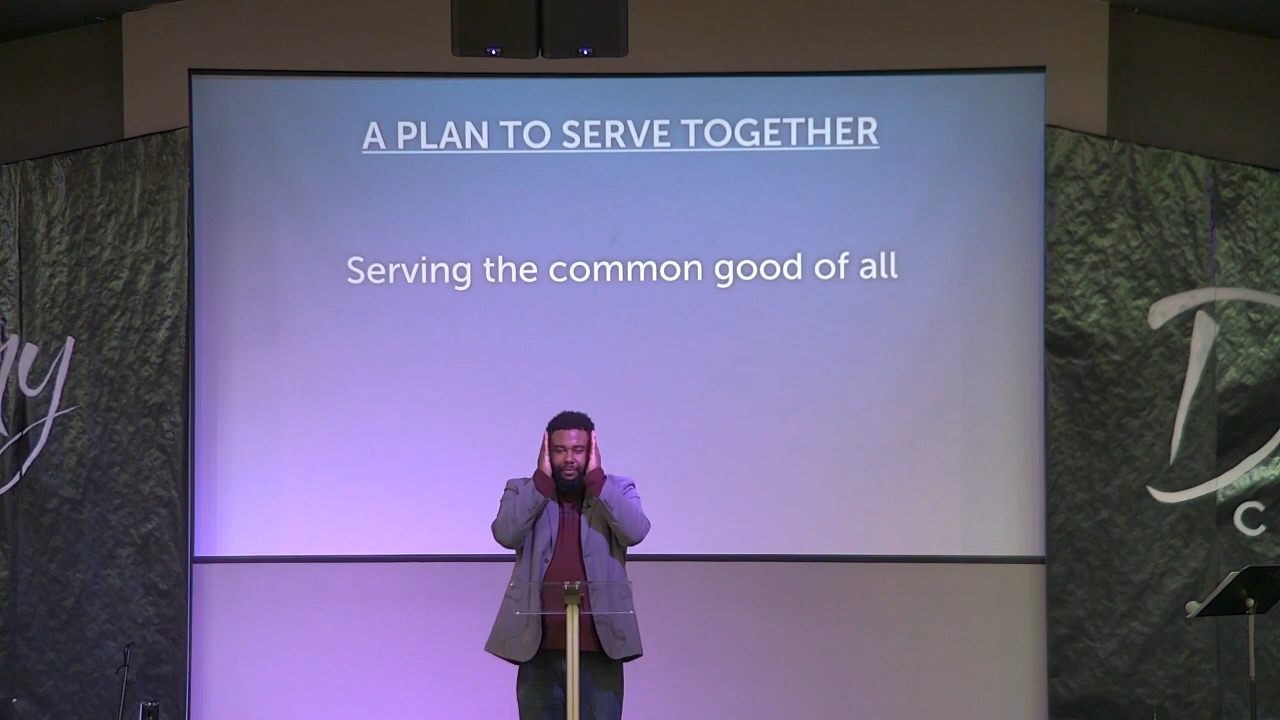 A PLAN TO SERVE TOGETHER
Serving the common good of all